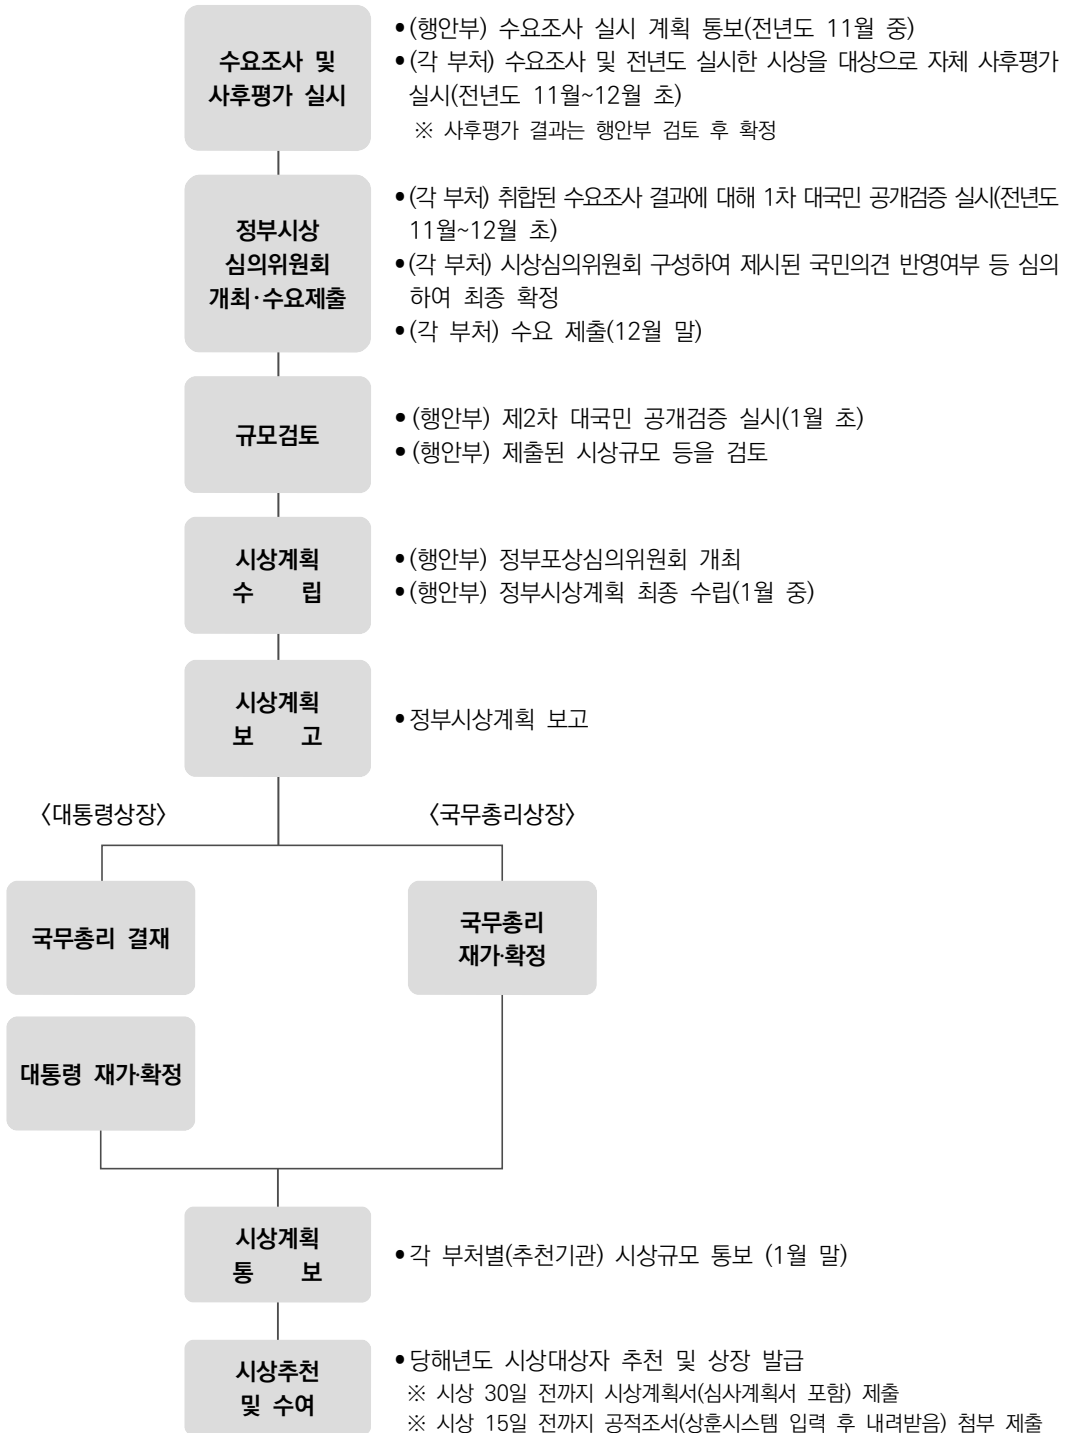 수요조사 및
사후평가 실시
•(행안부) 수요조사 실시 계획 통보(전년도 11월 중)
•(각 부처) 수요조사 및 전년도 실시한 시상을 대상으로 자체 사후평가
실시(전년도 11월~12월 초)
※ 사후평가 결과는 행안부 검토 후 확정
정부시상
심의위원회
개최·수요제출
•(각 부처) 취합된 수요조사 결과에 대해 1차 대국민 공개검증 실시(전년도
11월~12월 초)
•(각 부처) 시상심의위원회 구성하여 제시된 국민의견 반영여부 등 심의
하여 최종 확정
•(각 부처) 수요 제출(12월 말)
규모검토
•(행안부) 제2차 대국민 공개검증 실시(1월 초)
•(행안부) 제출된 시상규모 등을 검토
시상계획
수 립
•(행안부) 정부포상심의위원회 개최
•(행안부) 정부시상계획 최종 수립(1월 중)
시상계획
보 고
•정부시상계획 보고
〈대통령상장〉 〈국무총리상장〉
국무총리 결재
국무총리
재가·확정
대통령 재가·확정
시상계획
통 보
•각 부처별(추천기관) 시상규모 통보 (1월 말)
시상추천
및 수여
•당해년도 시상대상자 추천 및 상장 발급
※ 시상 30일 전까지 시상계획서(심사계획서 포함) 제출
※ 시상 15일 전까지 공적조서(상훈시스템 입력 후 내려받음) 첨부 제출